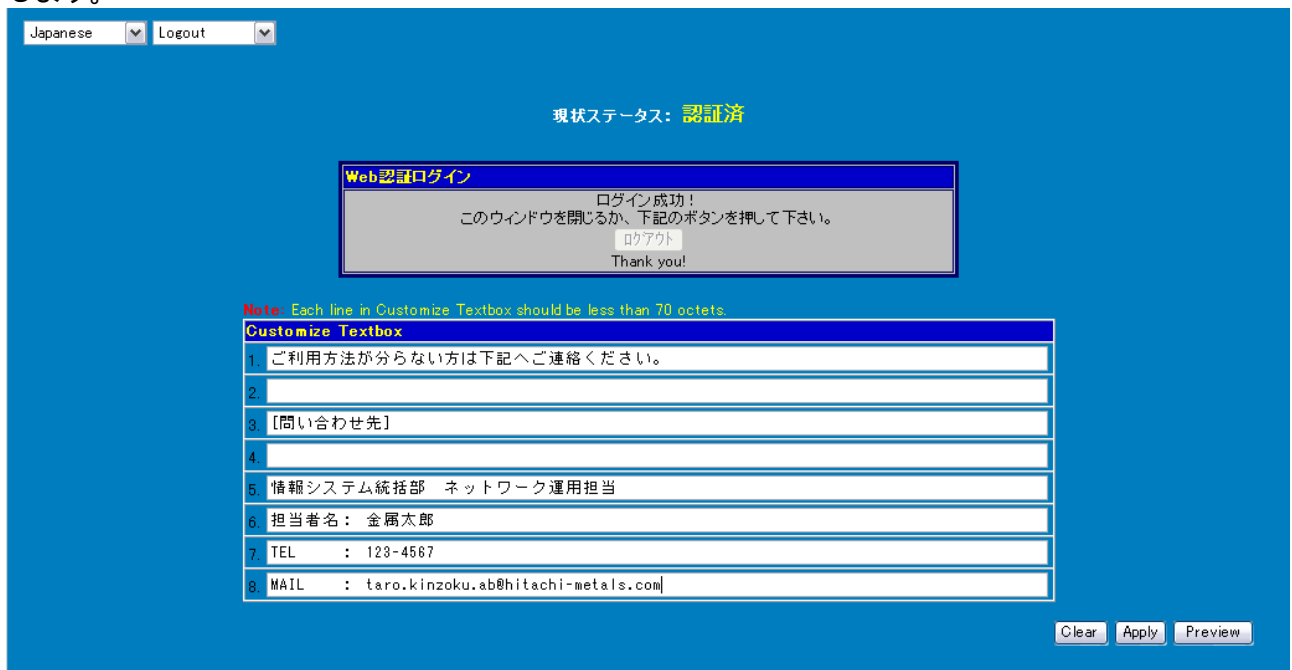 します。
Japanese Logout
現状ステータス： 認証済
Web認証ログイン
ログイン成功！
このウィンドウを閉じるか、下記のボタンを押して下さい。
ログアウト
Thank you!
Note: Each line in Customize Textbox should be less than 70 octets.
Customize Textbox
1. ご利用方法が分らない方は下記へご連絡ください。
2.
3. [問い合わせ先]
4.
5. 情報システム統括部　ネットワーク運用担当
6. 担当者名： 金属太郎
7. TEL ： 123-4567
8. MAIL ： taro.kinzoku.ab@hitachi-metals.com
Clear Apply Preview